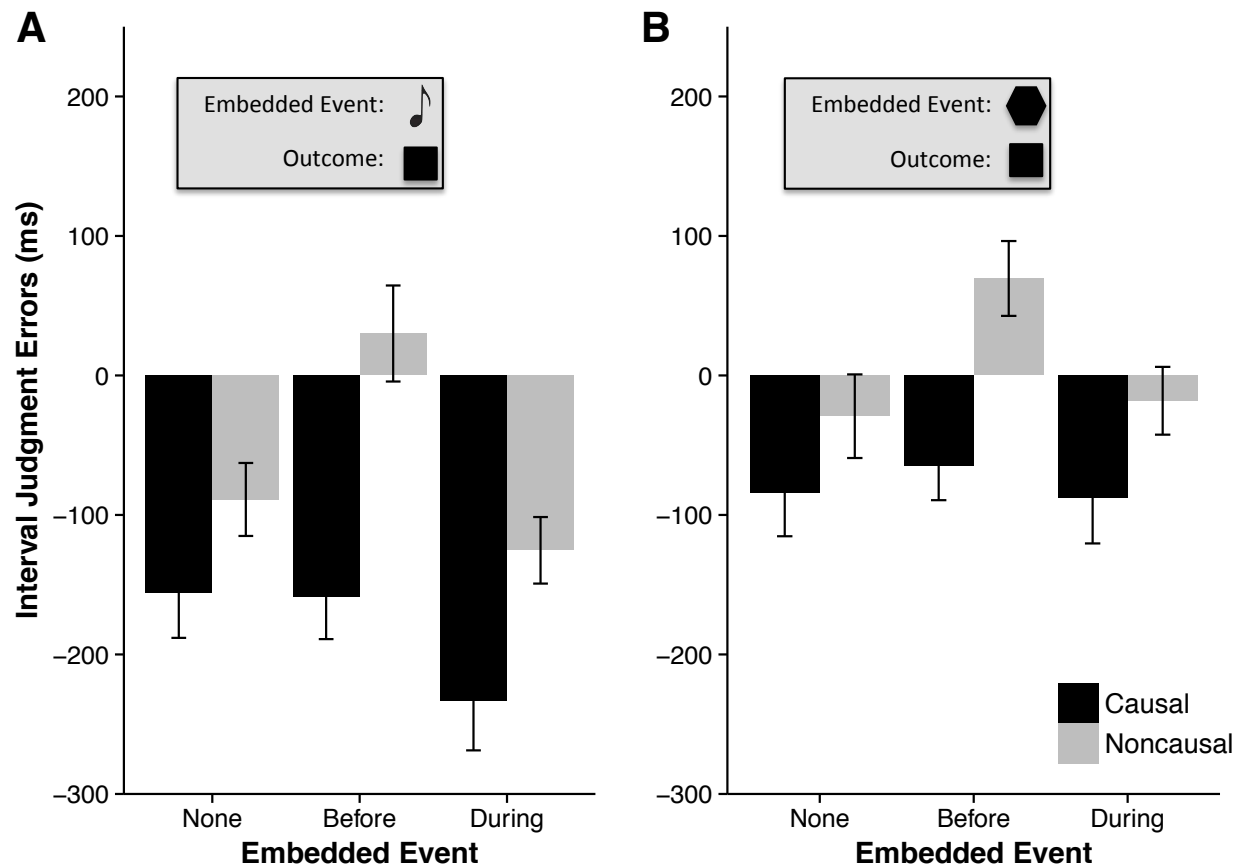 A
Embedded Event:
Outcome:
Interval Judgment Errors (ms)
200
100
0
−100
−200
−300
None Before During
Embedded Event
B
Embedded Event:
Outcome:
200
100
0
−100
−200
−300
Causal
Noncausal
None Before During
Embedded Event